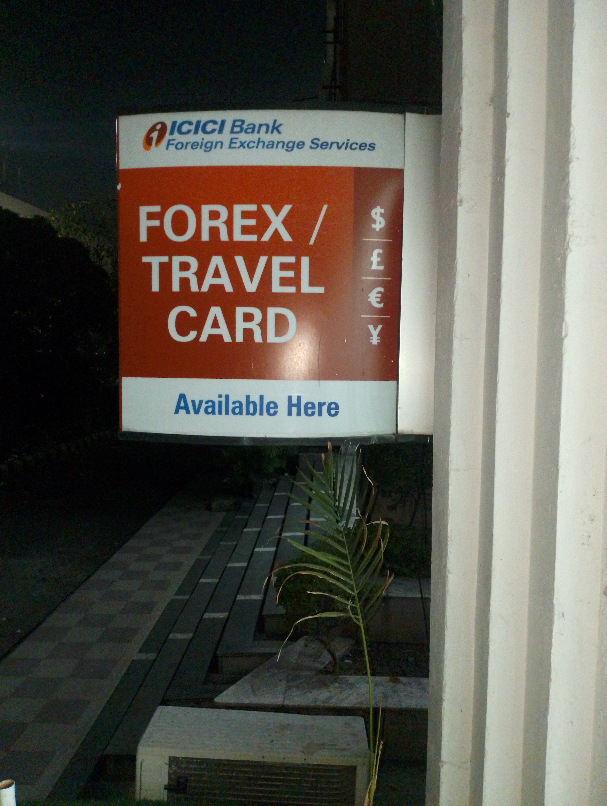 ICICI Bank
Foreign Exchange Services
FOREX /
TRAVEL
CARD
$
£
€
¥
Available Here